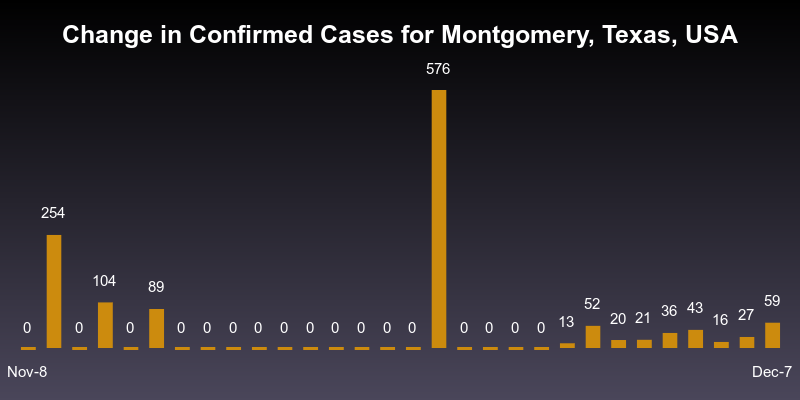 Change in Confirmed Cases for Montgomery, Texas, USA
576
254
104
89
0 0 0 0 0 0 0 0 0 0 0 0 0 0 0 0 0
13 52 20 21 36 43 16 27 59
Nov-8 Dec-7